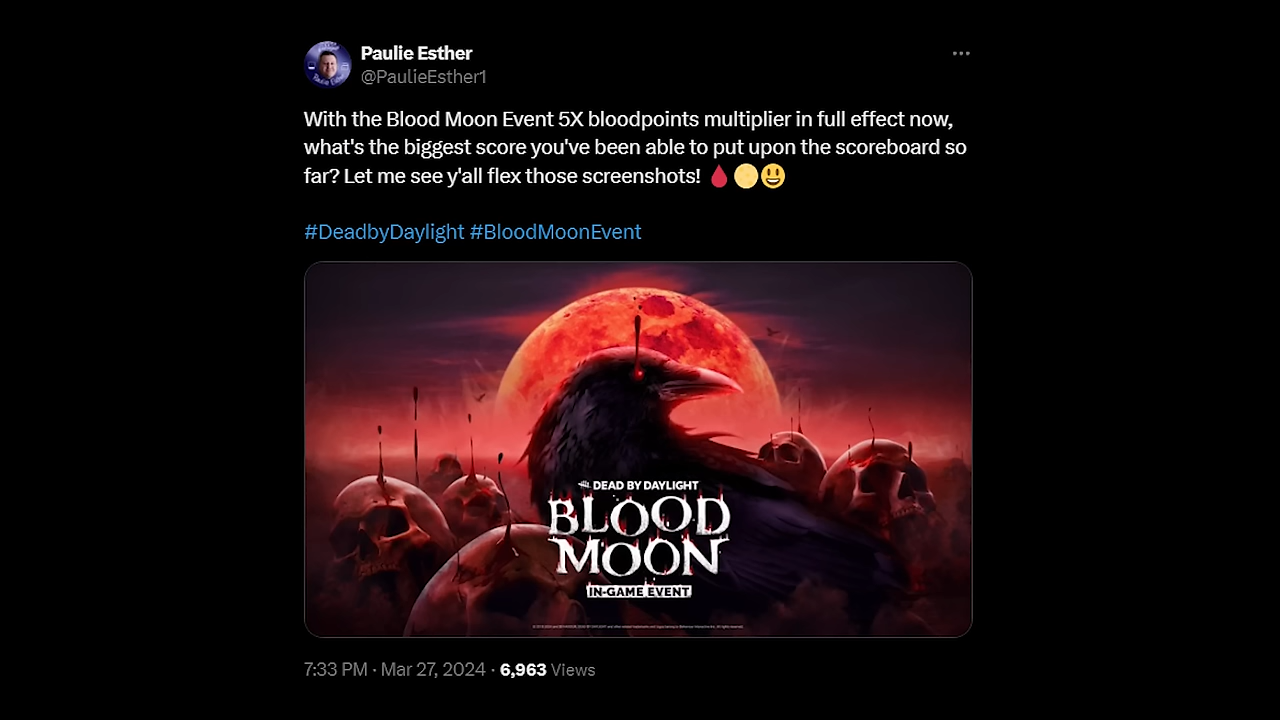 Paulie Esther
@PaulieEsther1
With the Blood Moon Event 5X bloodpoints multiplier in full effect now,
what's the biggest score you've been able to put upon the scoreboard so
far? Let me see y'all flex those screenshots! 🩸🌕😃
#DeadbyDaylight #BloodMoonEvent
DEAD BY DAYLIGHT
BLOOD
MOON
IN-GAME EVENT
7:33 PM · Mar 27, 2024 · 6,963 Views